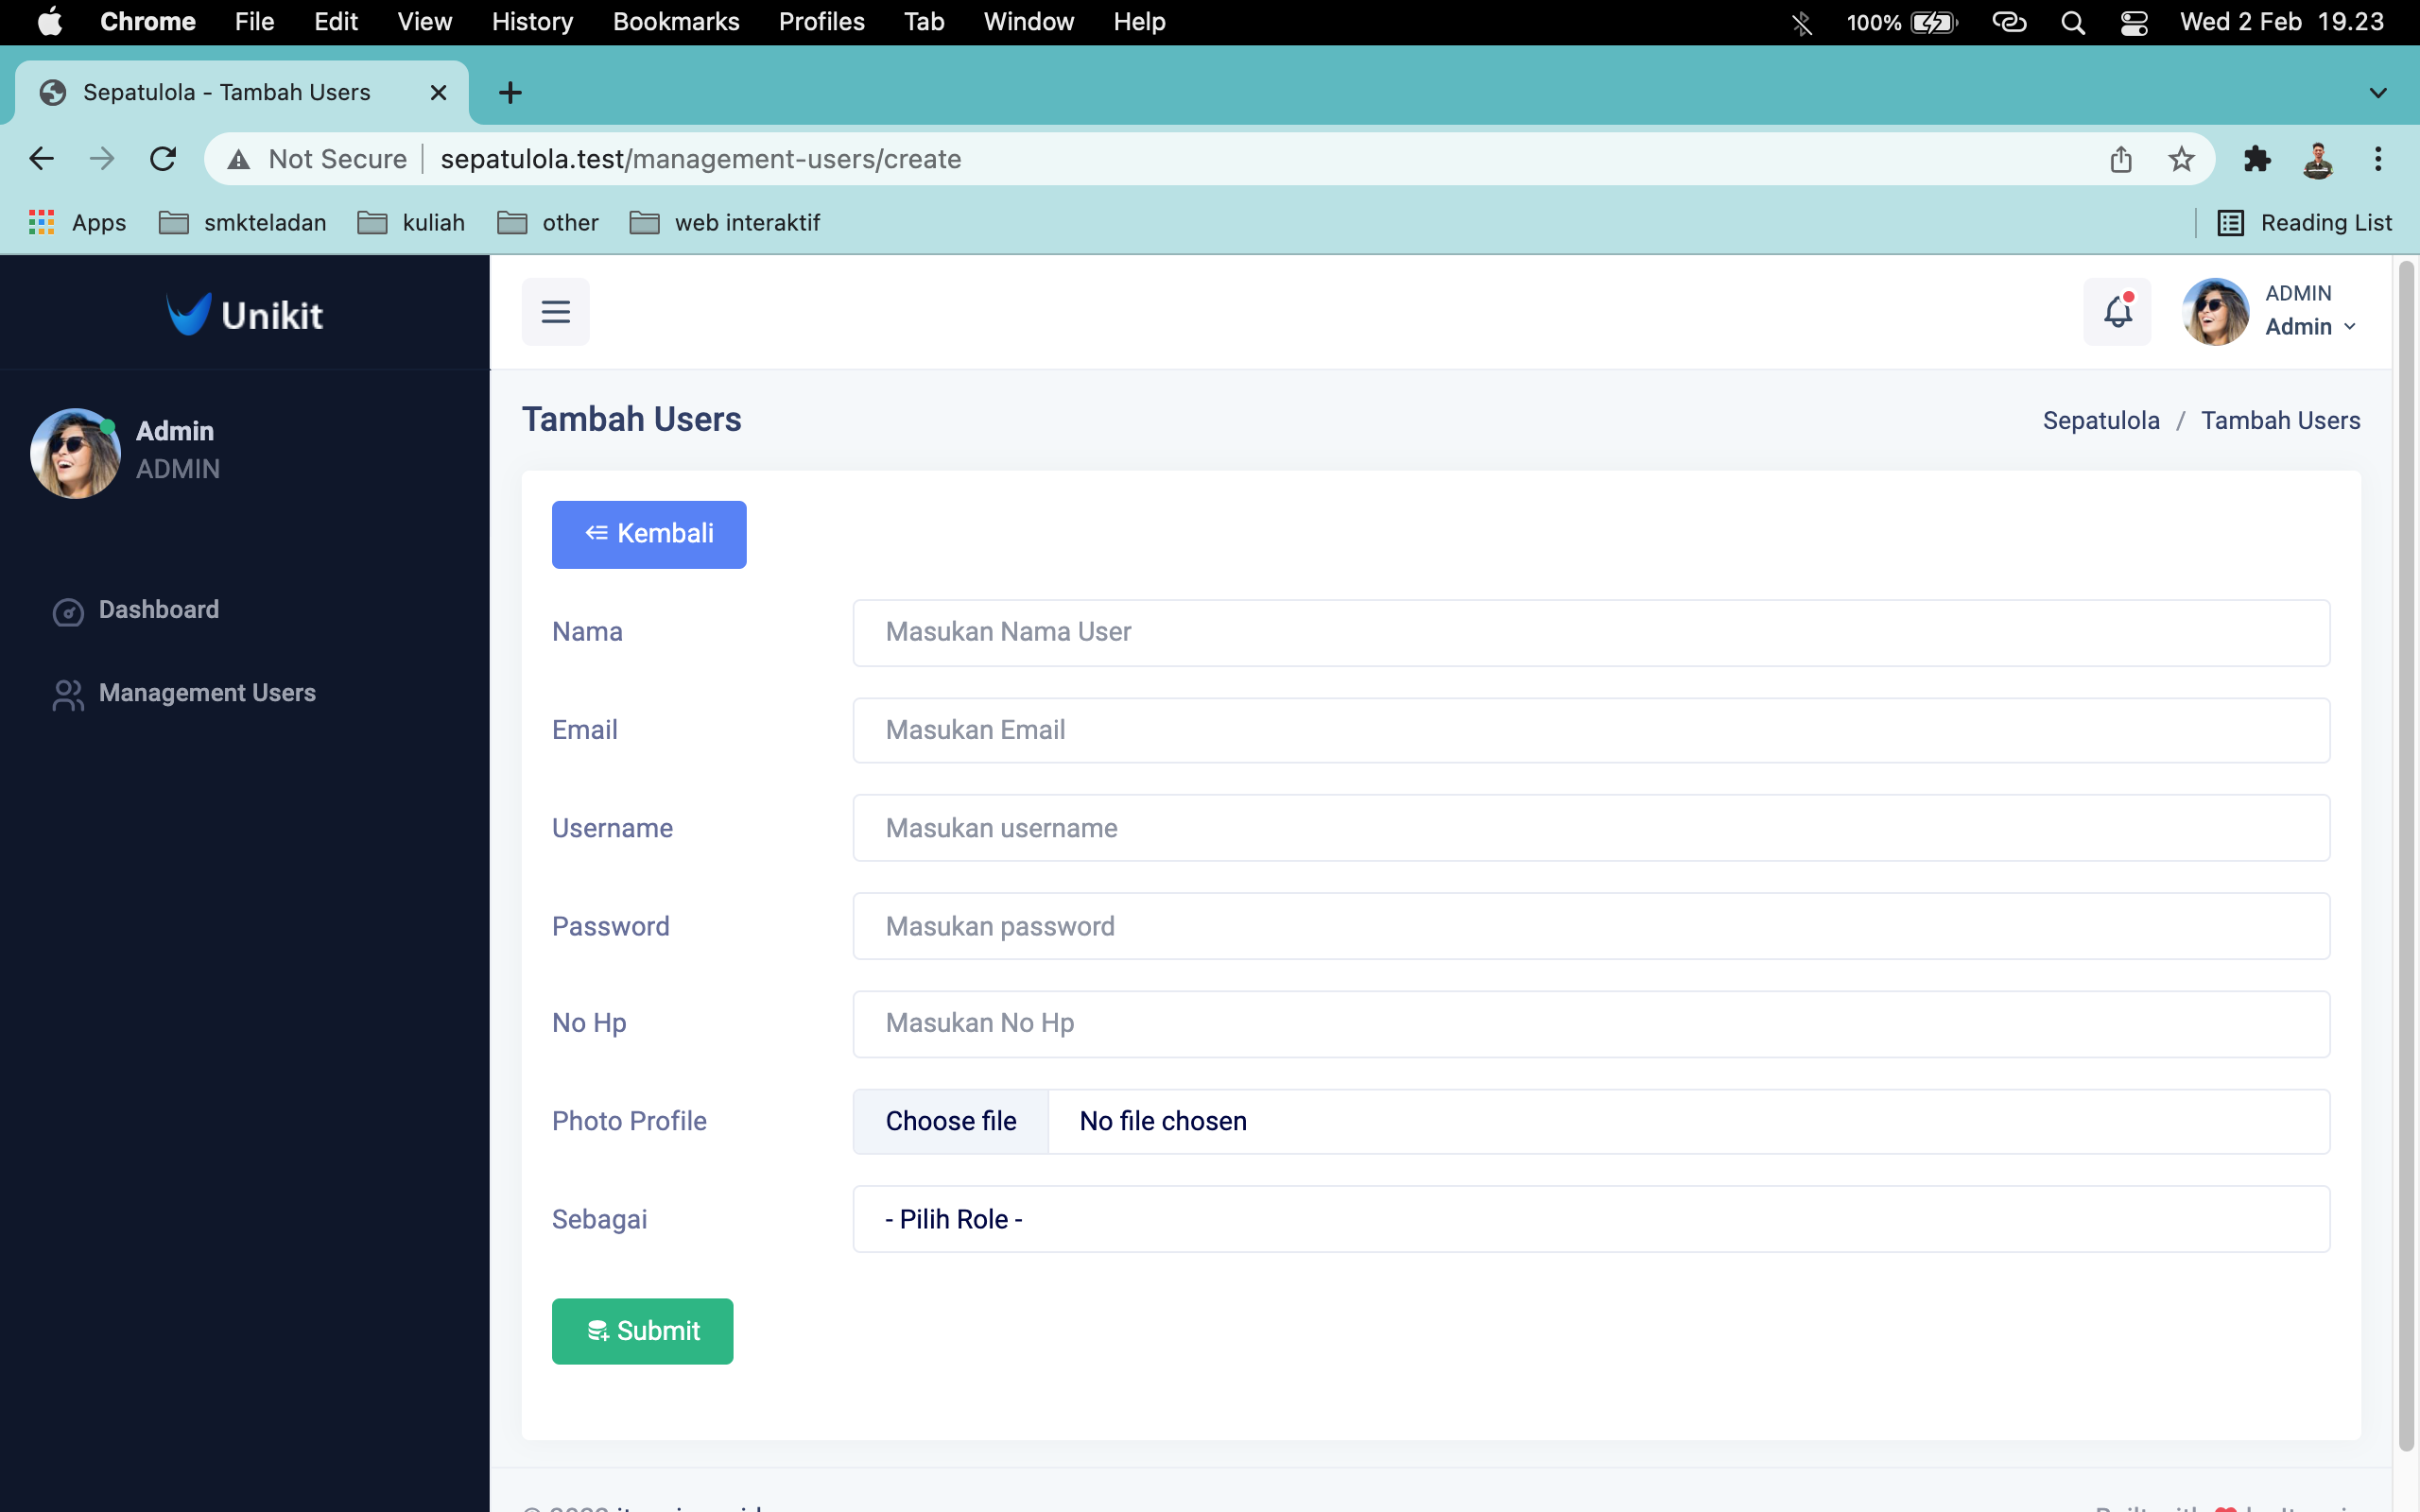 Chrome File Edit View History Bookmarks Profiles Tab Window Help 100% Wed 2 Feb 19.23
Sepatulola - Tambah Users
Not Secure sepatulola.test/management-users/create
Apps smkteladan kuliah other web interaktif Reading List
Unikit
ADMIN
Admin
Admin
ADMIN
Dashboard
Management Users
Tambah Users
Sepatulola / Tambah Users
Kembali
Nama Masukan Nama User
Email Masukan Email
Username Masukan username
Password Masukan password
No Hp Masukan No Hp
Photo Profile Choose file No file chosen
Sebagai - Pilih Role -
Submit